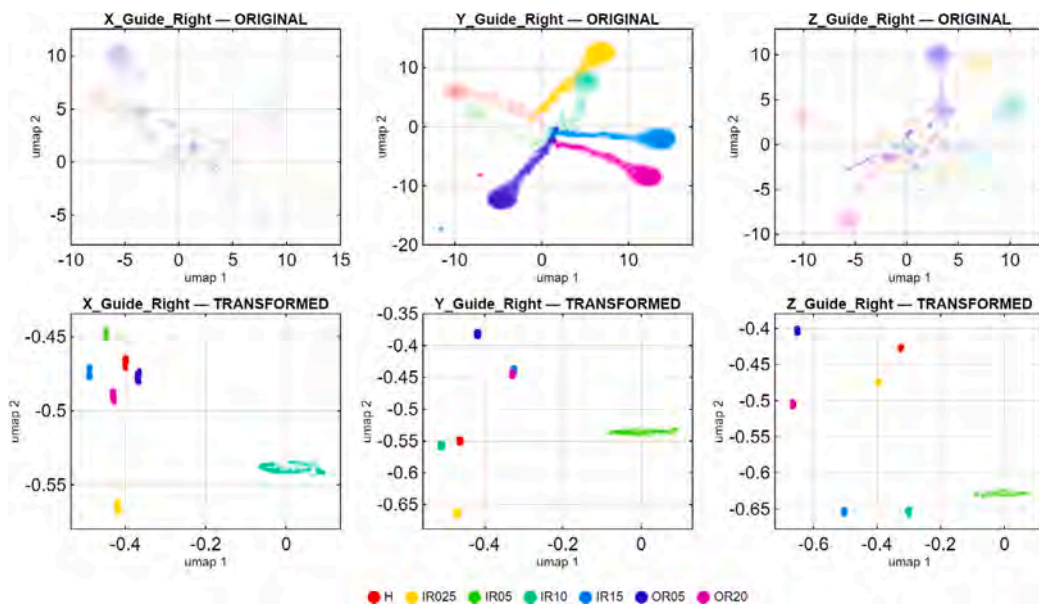 X_Guide_Right — ORIGINAL
Y_Guide_Right — ORIGINAL
Z_Guide_Right — ORIGINAL
umap 2
10
5
0
-5
-10
-5
0
5
10
15
umap 1
umap 2
10
0
-10
-20
-10
0
10
umap 1
umap 2
10
5
0
-5
-10
-10
-5
0
5
10
umap 1
X_Guide_Right — TRANSFORMED
Y_Guide_Right — TRANSFORMED
Z_Guide_Right — TRANSFORMED
umap 2
-0.45
-0.5
-0.55
-0.4
-0.2
0
umap 1
umap 2
-0.35
-0.4
-0.45
-0.5
-0.55
-0.6
-0.65
-0.4
-0.2
0
umap 1
umap 2
-0.4
-0.45
-0.5
-0.55
-0.6
-0.65
-0.6
-0.4
-0.2
0
umap 1
H IR025 IR05 IR10 IR15 OR05 OR20